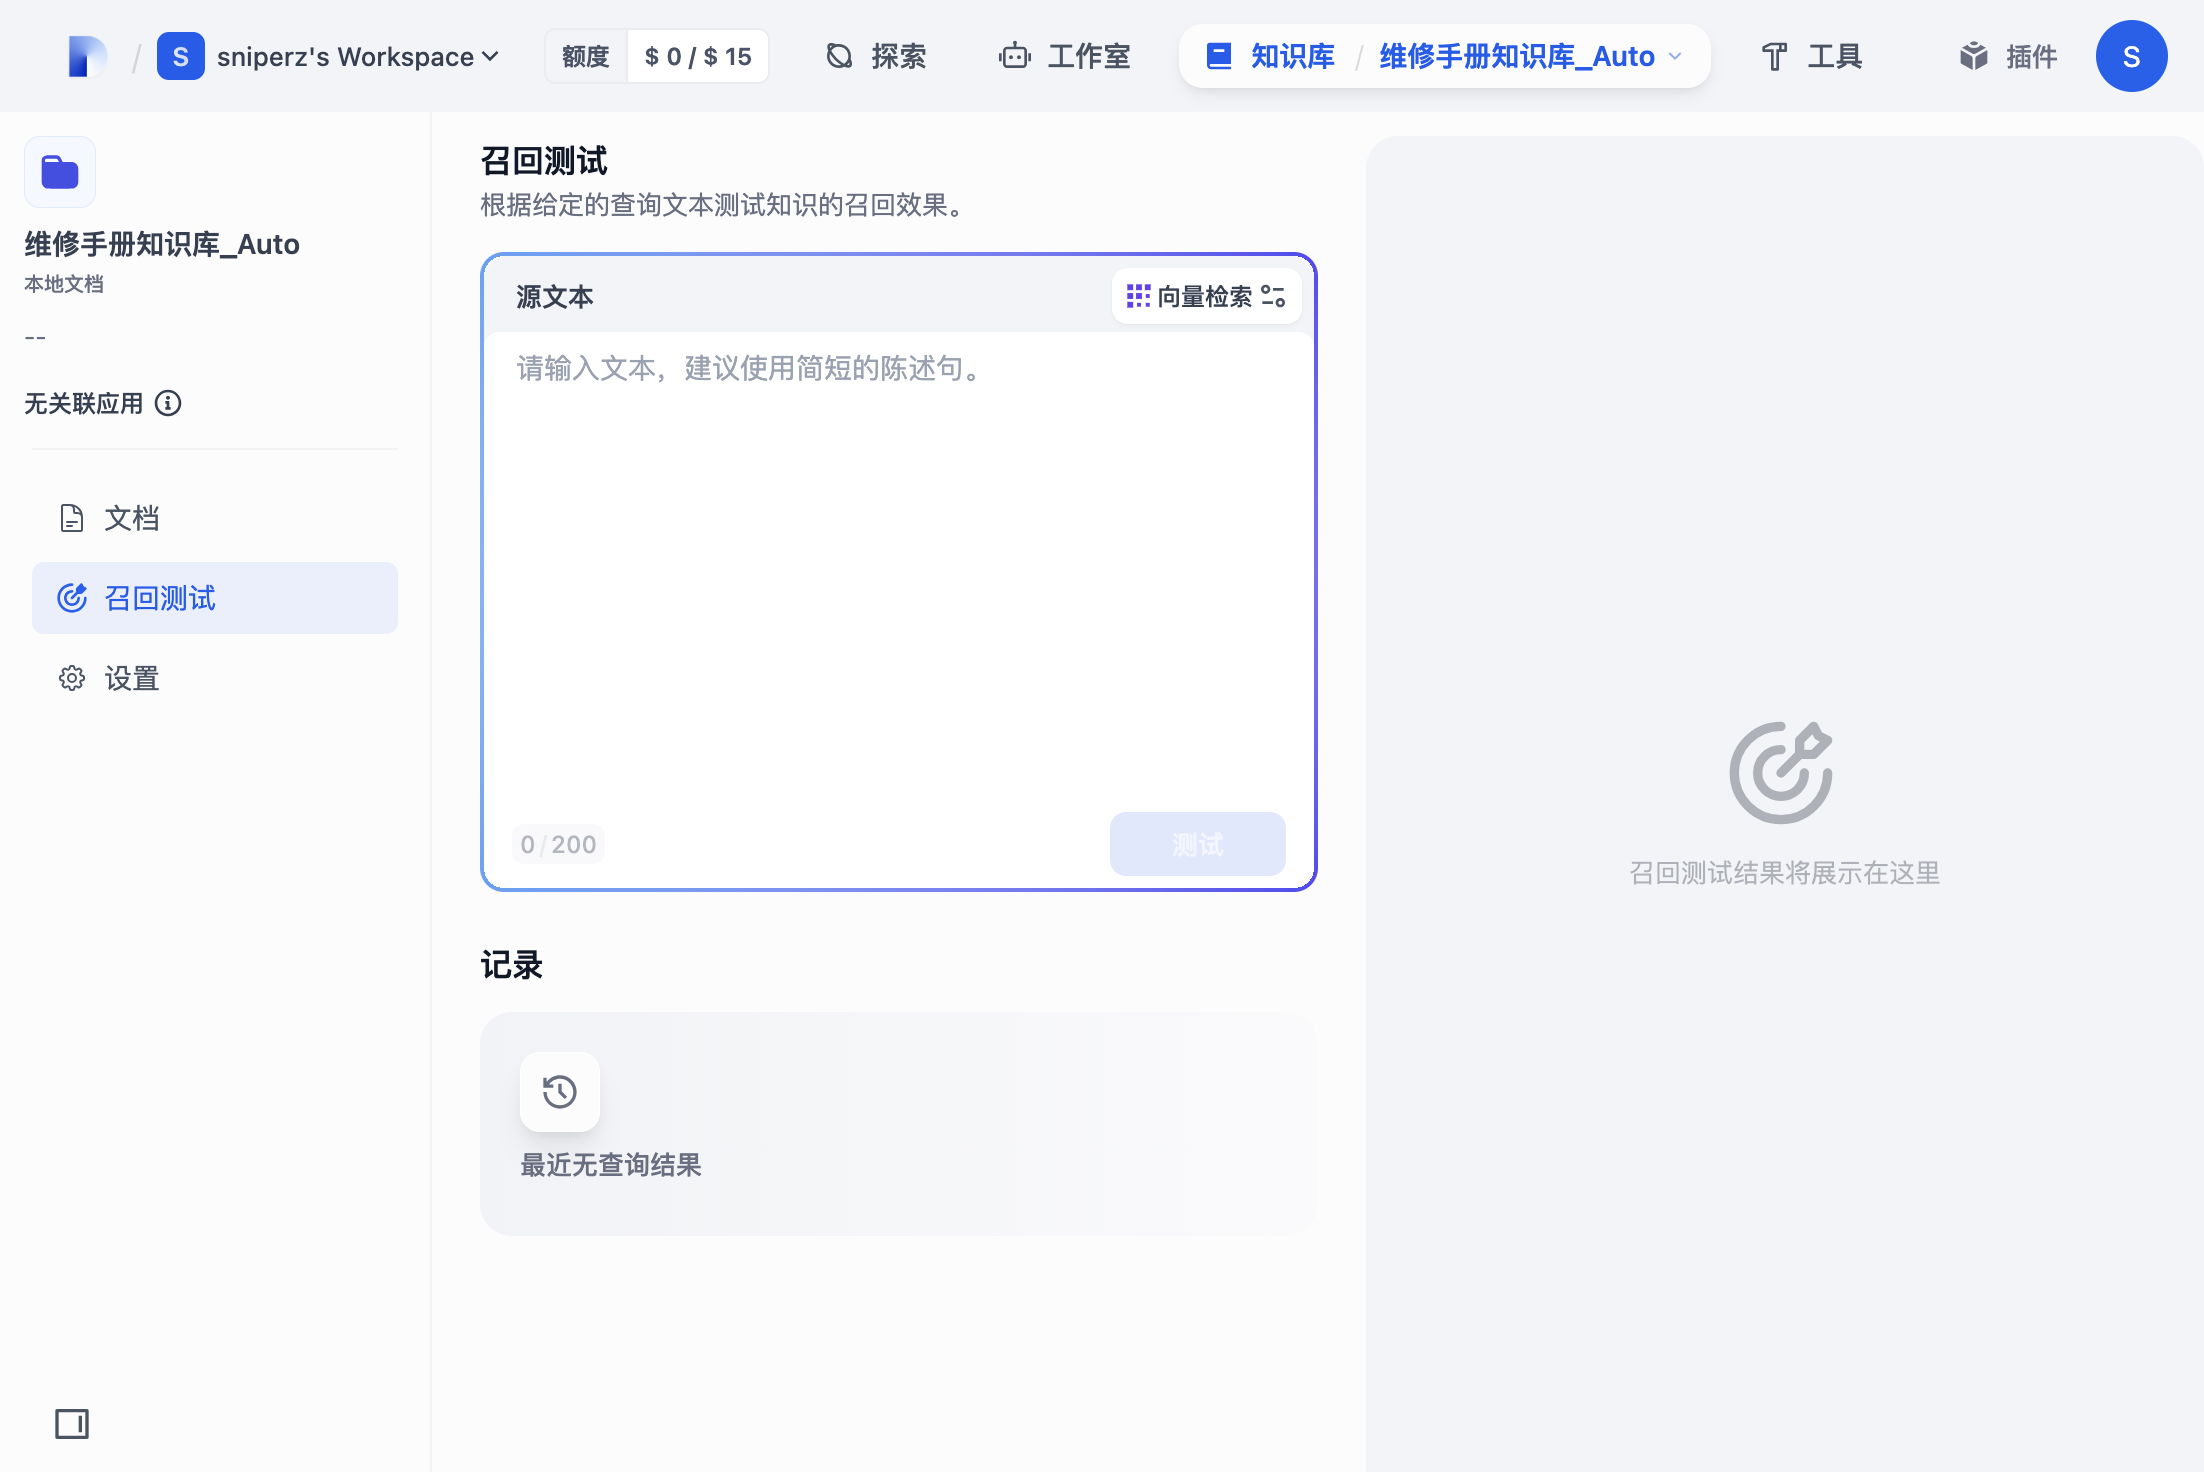 S sniperz's Workspace
额度 $ 0 / $ 15
探索
工作室
知识库 / 维修手册知识库_Auto
工具
插件
S
维修手册知识库_Auto
本地文档
--
无关联应用
文档
召回测试
设置
召回测试
根据给定的查询文本测试知识的召回效果。
源文本
向量检索
请输入文本，建议使用简短的陈述句。
0 / 200
测试
记录
最近无查询结果
召回测试结果将展示在这里